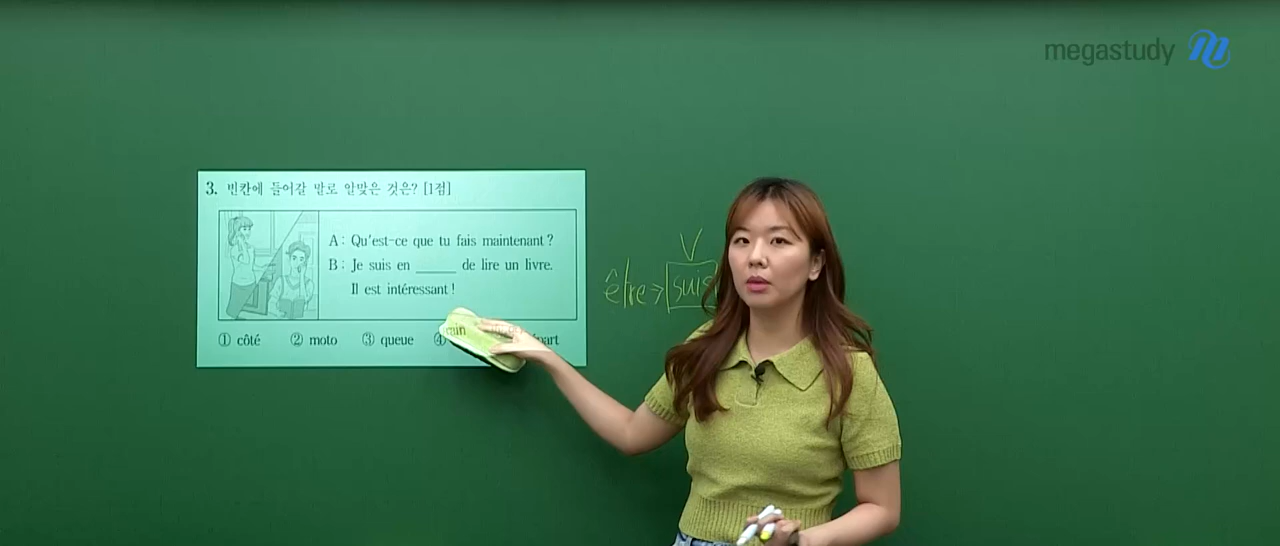 megastudy
3. 빈칸에 들어갈 말로 알맞은 것은? [1점]
A : Qu'est-ce que tu fais maintenant ?
B : Je suis en _____ de lire un livre.
Il est intéressant !
① côté ② moto ③ queue ④
V
être → suis